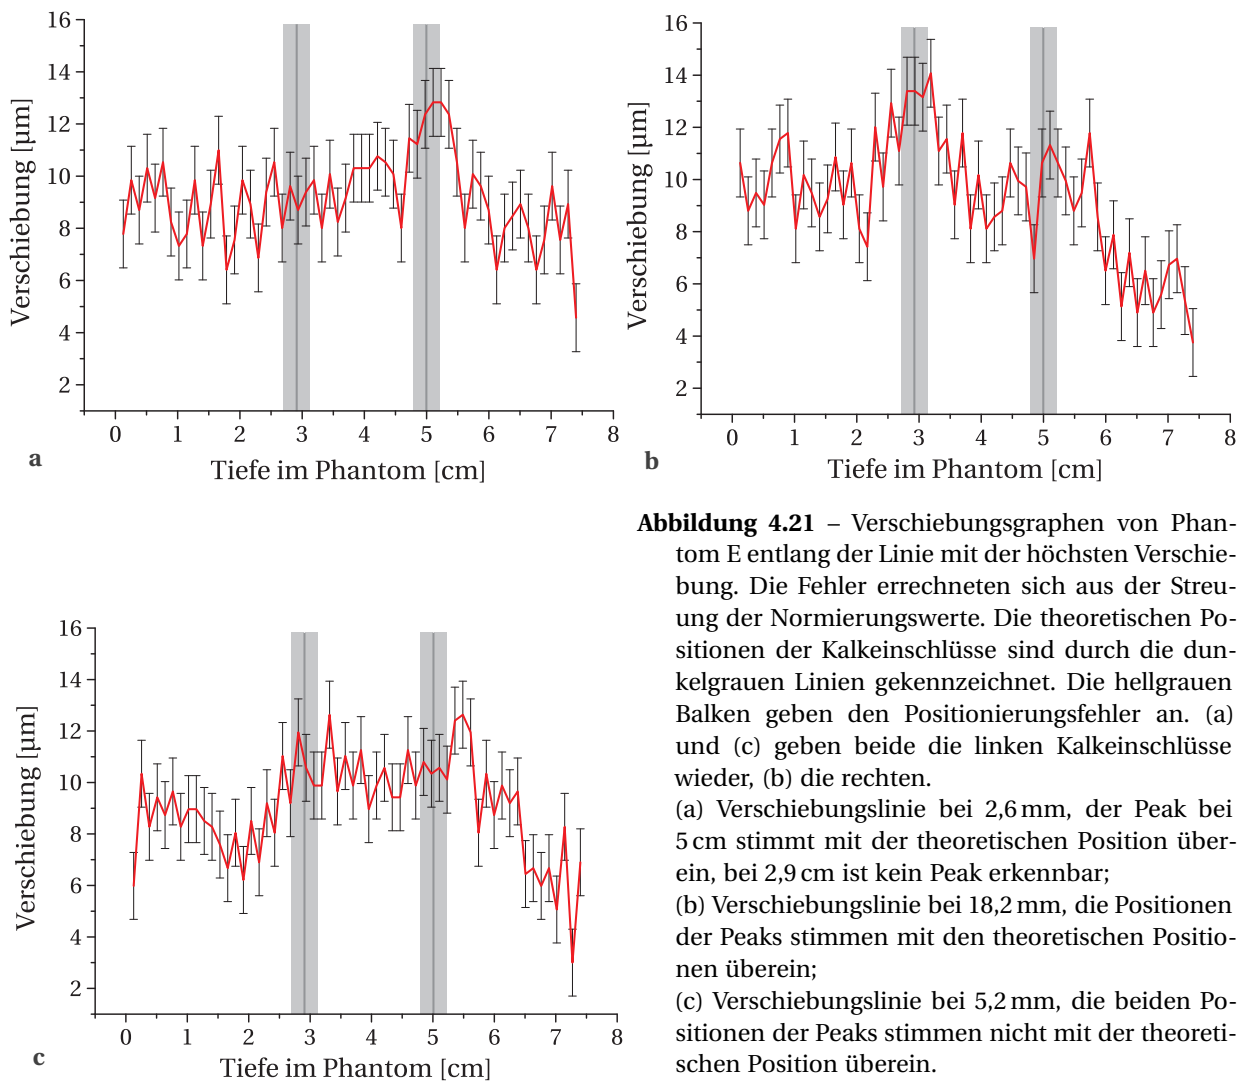 16
14
12
10
8
6
4
2
Verschiebung [µm]
0 1 2 3 4 5 6 7 8
Tiefe im Phantom [cm]
a
16
14
12
10
8
6
4
2
Verschiebung [µm]
0 1 2 3 4 5 6 7 8
Tiefe im Phantom [cm]
b
16
14
12
10
8
6
4
2
Verschiebung [µm]
0 1 2 3 4 5 6 7 8
Tiefe im Phantom [cm]
c
Abbildung 4.21 – Verschiebungsgraphen von Phan-
tom E entlang der Linie mit der höchsten Verschie-
bung. Die Fehler errechneten sich aus der Streu-
ung der Normierungswerte. Die theoretischen Po-
sitionen der Kalkeinschlüsse sind durch die dun-
kelgrauen Linien gekennzeichnet. Die hellgrauen
Balken geben den Positionierungsfehler an. (a)
und (c) geben beide die linken Kalkeinschlüsse
wieder, (b) die rechten.
(a) Verschiebungslinie bei 2,6 mm, der Peak bei
5 cm stimmt mit der theoretischen Position über-
ein, bei 2,9 cm ist kein Peak erkennbar;
(b) Verschiebungslinie bei 18,2 mm, die Positionen
der Peaks stimmen mit den theoretischen Positio-
nen überein;
(c) Verschiebungslinie bei 5,2 mm, die beiden Po-
sitionen der Peaks stimmen nicht mit der theoreti-
schen Position überein.